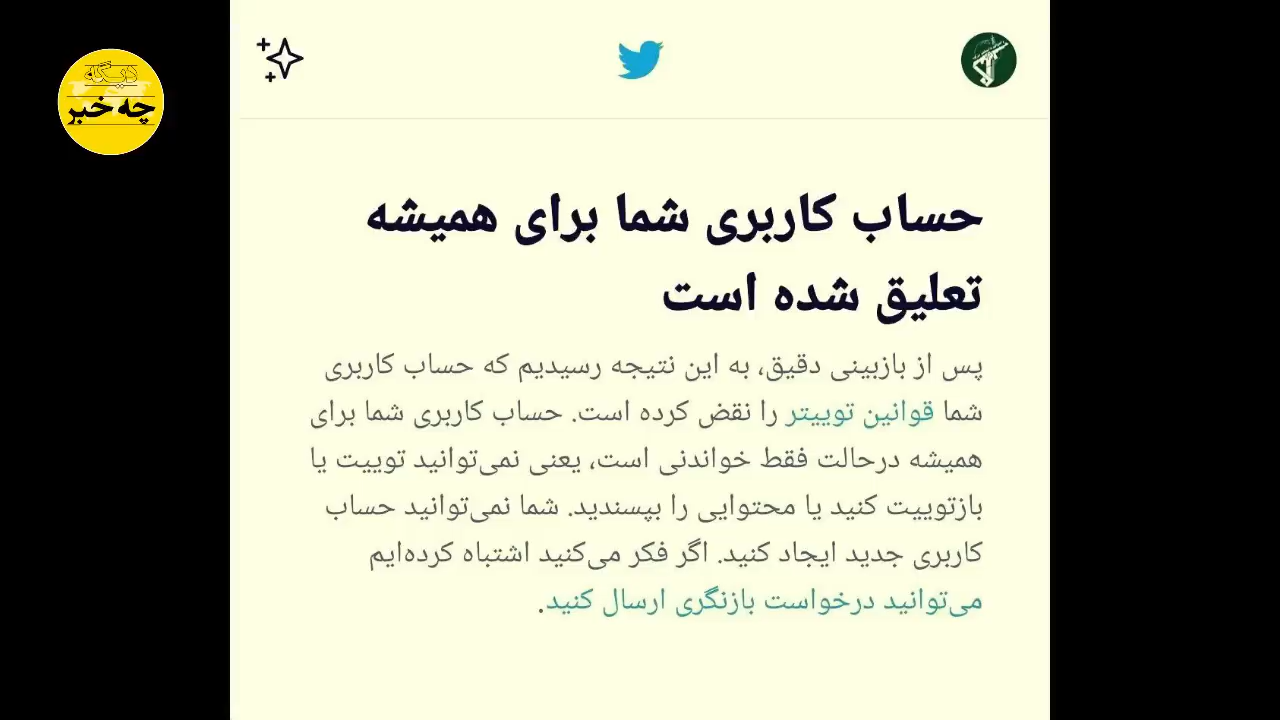 دیگه
چه خبر
حساب کاربری شما برای همیشه
تعلیق شده است
پس از بازبینی دقیق، به این نتیجه رسیدیم که حساب کاربری
شما قوانین توییتر را نقض کرده است. حساب کاربری شما برای
همیشه درحالت فقط خواندنی است، یعنی نمی‌توانید توییت یا
بازتوییت کنید یا محتوایی را بپسندید. شما نمی‌توانید حساب
کاربری جدید ایجاد کنید. اگر فکر می‌کنید اشتباه کرده‌ایم
می‌توانید درخواست بازنگری ارسال کنید.